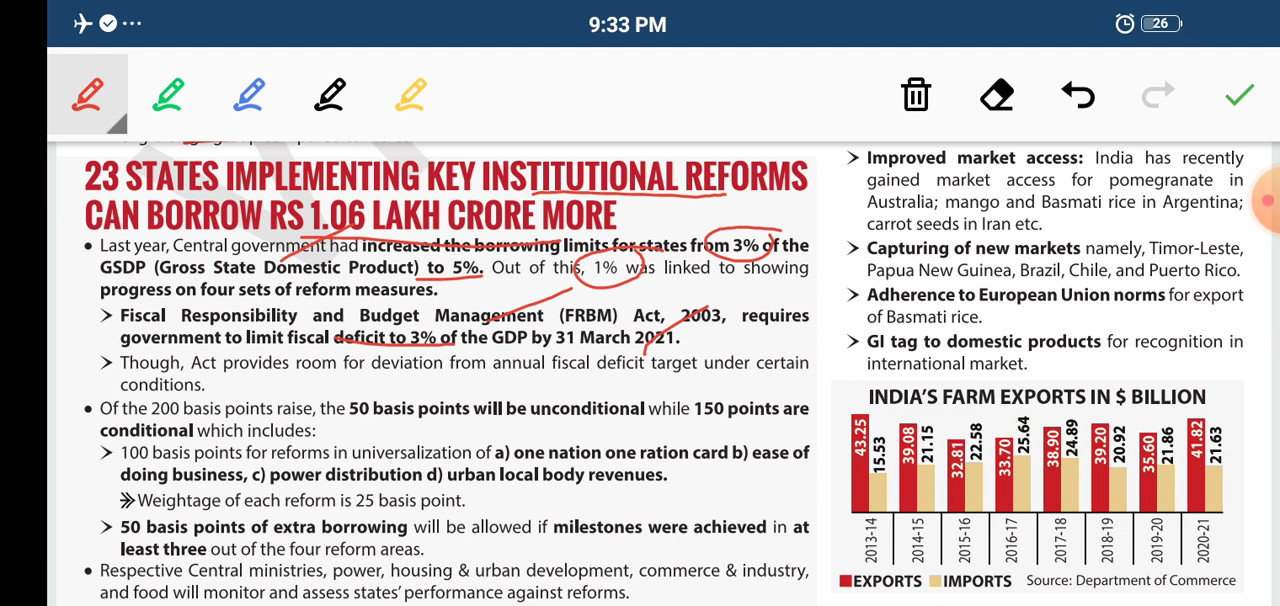 9:33 PM
26
23 STATES IMPLEMENTING KEY INSTITUTIONAL REFORMS
CAN BORROW RS 1.06 LAKH CRORE MORE
• Last year, Central government had increased the borrowing limits for states from 3% of the
GSDP (Gross State Domestic Product) to 5%. Out of this, 1% was linked to showing
progress on four sets of reform measures.
➢ Fiscal Responsibility and Budget Management (FRBM) Act, 2003, requires
government to limit fiscal deficit to 3% of the GDP by 31 March 2021.
➢ Though, Act provides room for deviation from annual fiscal deficit target under certain
conditions.
• Of the 200 basis points raise, the 50 basis points will be unconditional while 150 points are
conditional which includes:
➢ 100 basis points for reforms in universalization of a) one nation one ration card b) ease of
doing business, c) power distribution d) urban local body revenues.
⪢ Weightage of each reform is 25 basis point.
➢ 50 basis points of extra borrowing will be allowed if milestones were achieved in at
least three out of the four reform areas.
• Respective Central ministries, power, housing & urban development, commerce & industry,
and food will monitor and assess states' performance against reforms.
➢ Improved market access: India has recently
gained market access for pomegranate in
Australia; mango and Basmati rice in Argentina;
carrot seeds in Iran etc.
➢ Capturing of new markets namely, Timor-Leste,
Papua New Guinea, Brazil, Chile, and Puerto Rico.
➢ Adherence to European Union norms for export
of Basmati rice.
➢ GI tag to domestic products for recognition in
international market.
INDIA'S FARM EXPORTS IN $ BILLION
43.25 15.53 39.08 21.15 32.81 22.58 33.70 25.64 38.90 24.89 39.20 20.92 35.60 21.86 41.82 21.63
2013-14 2014-15 2015-16 2016-17 2017-18 2018-19 2019-20 2020-21
EXPORTS IMPORTS Source: Department of Commerce